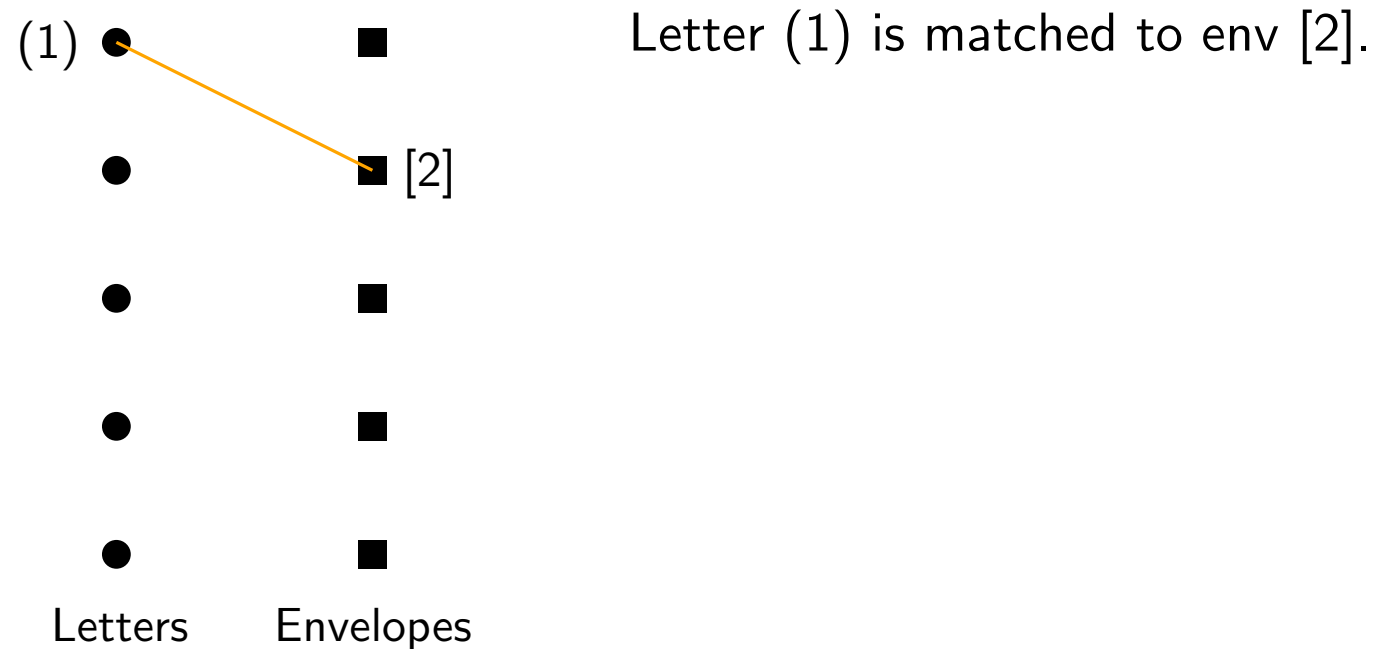 (1)
Letter (1) is matched to env [2].
[2]
Letters
Envelopes